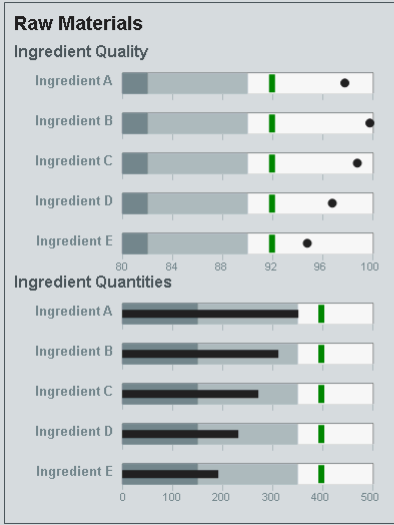 Raw Materials
Ingredient Quality
Ingredient A
Ingredient B
Ingredient C
Ingredient D
Ingredient E
80 84 88 92 96 100
Ingredient Quantities
Ingredient A
Ingredient B
Ingredient C
Ingredient D
Ingredient E
0 100 200 300 400 500